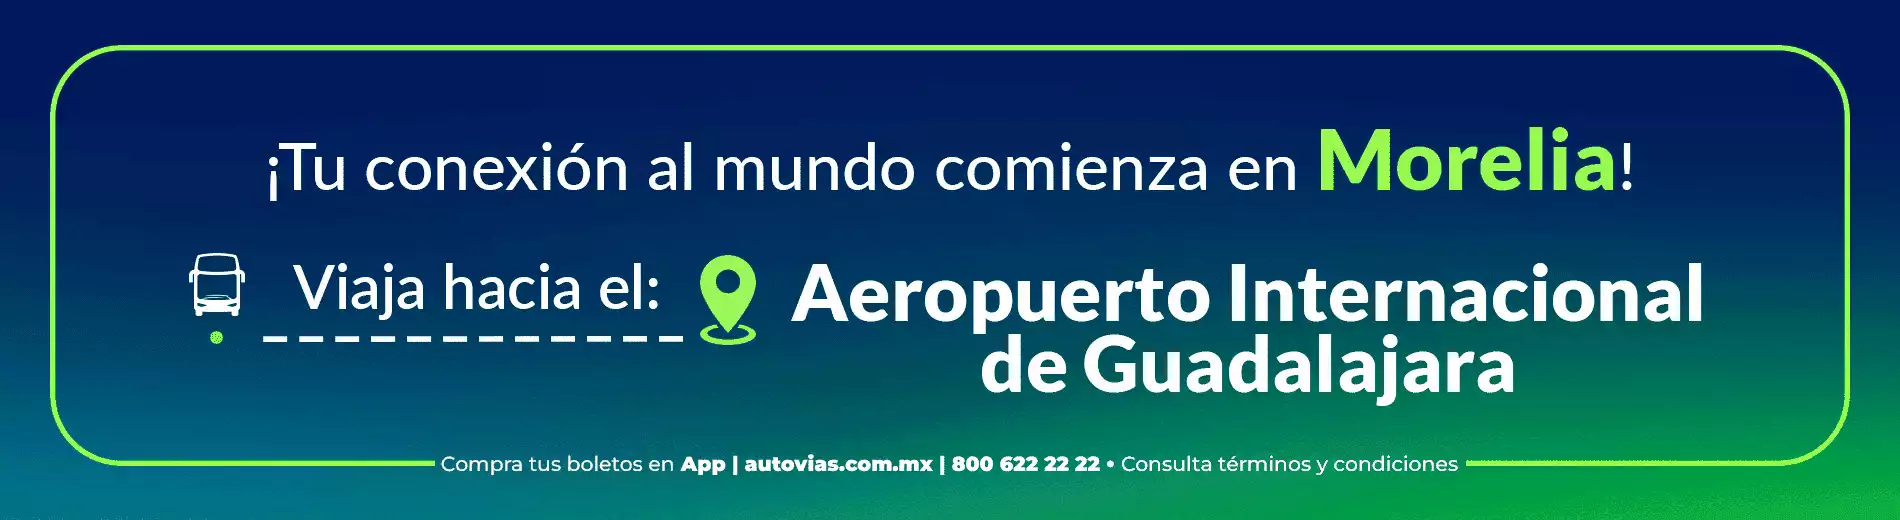 ¡Tu conexión al mundo comienza en Morelia!
Viaja hacia el:
Aeropuerto Internacional
de Guadalajara
Compra tus boletos en App | autovias.com.mx | 800 622 22 22 • Consulta términos y condiciones